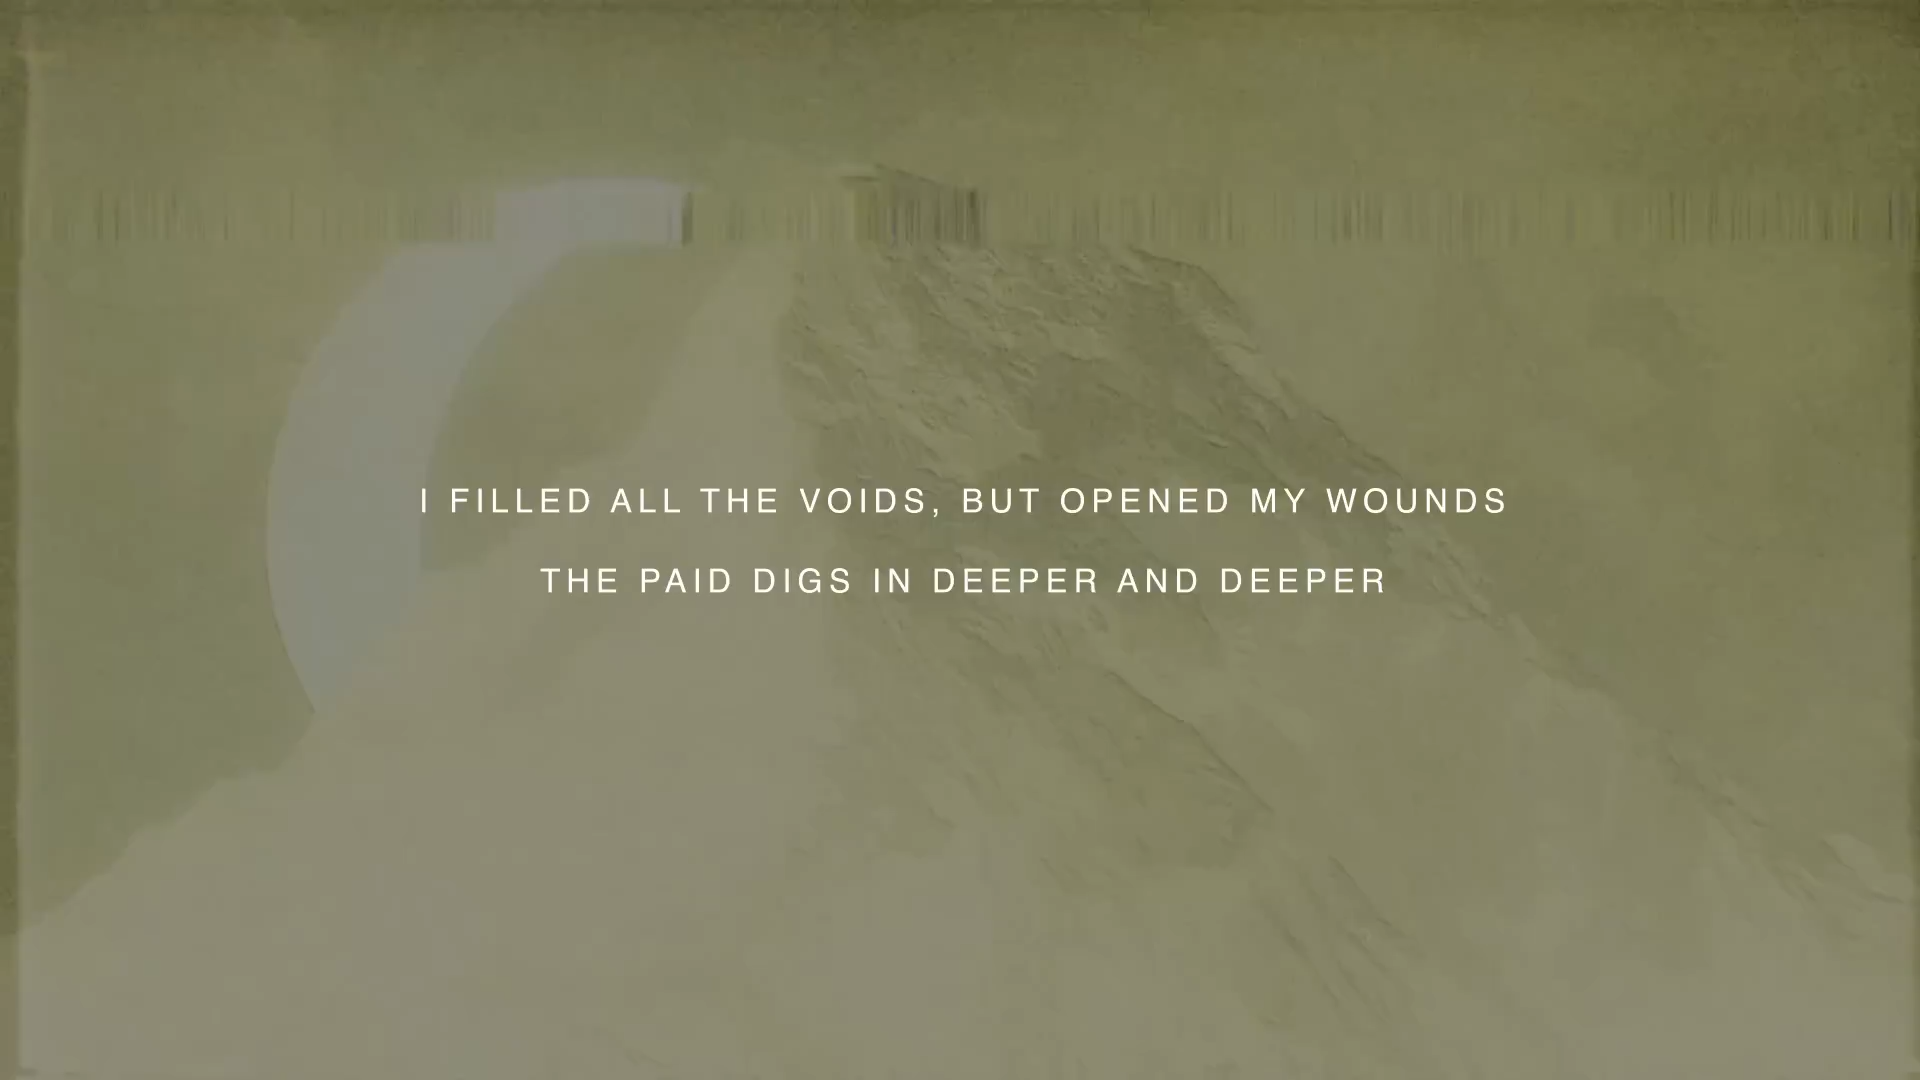 I FILLED ALL THE VOIDS, BUT OPENED MY WOUNDS
THE PAID DIGS IN DEEPER AND DEEPER